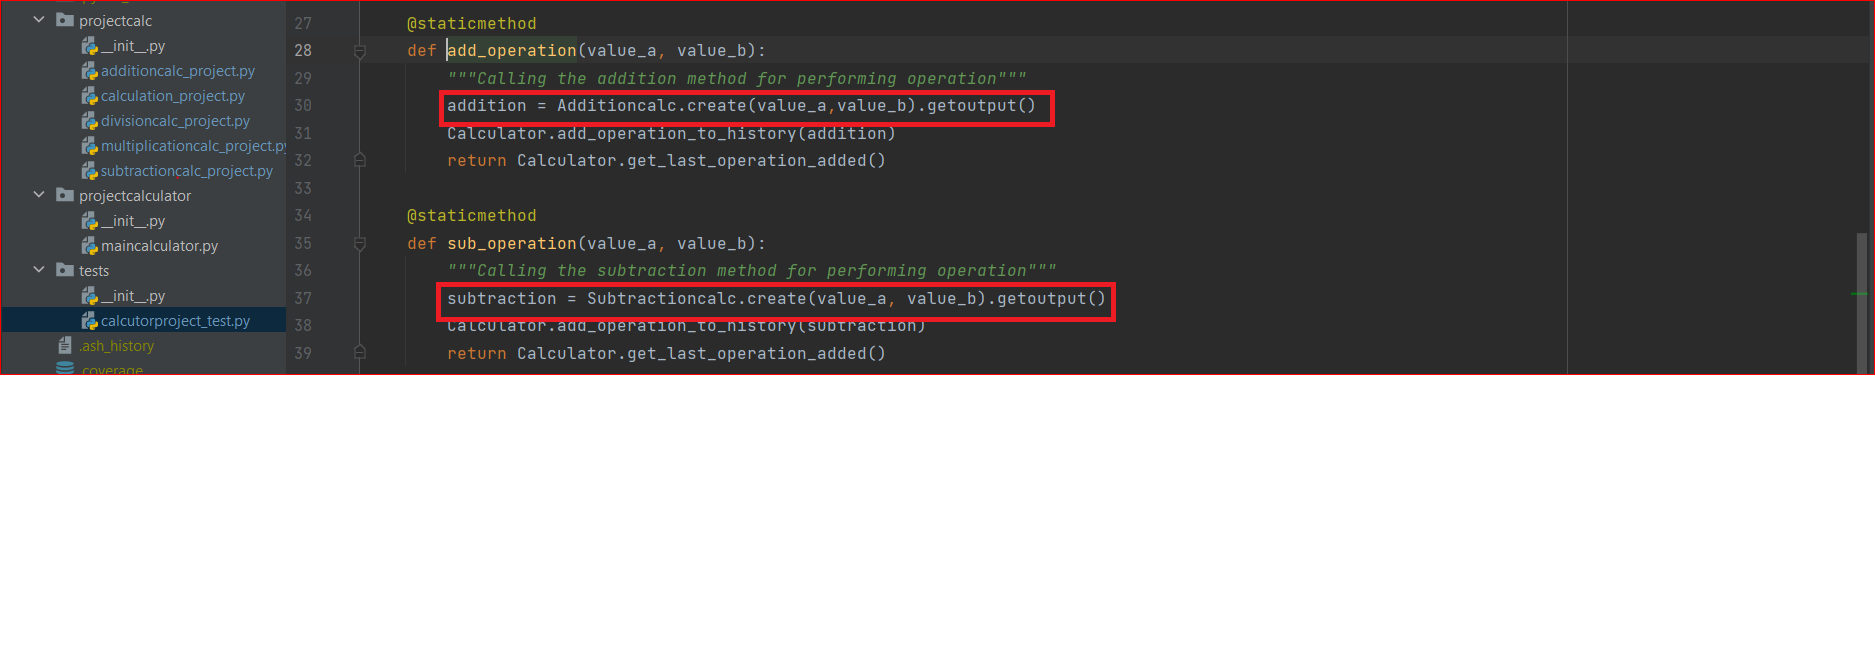 projectcalc
__init__.py
additioncalc_project.py
calculation_project.py
divisioncalc_project.py
multiplicationcalc_project.py
subtractioncalc_project.py
projectcalculator
__init__.py
maincalculator.py
tests
__init__.py
calcutorproject_test.py
.ash_history
.coverage
27 @staticmethod
28 def add_operation(value_a, value_b):
29 """Calling the addition method for performing operation"""
30 addition = Additioncalc.create(value_a,value_b).getoutput()
31 Calculator.add_operation_to_history(addition)
32 return Calculator.get_last_operation_added()
33
34 @staticmethod
35 def sub_operation(value_a, value_b):
36 """Calling the subtraction method for performing operation"""
37 subtraction = Subtractioncalc.create(value_a, value_b).getoutput()
38 Calculator.add_operation_to_history(subtraction)
39 return Calculator.get_last_operation_added()